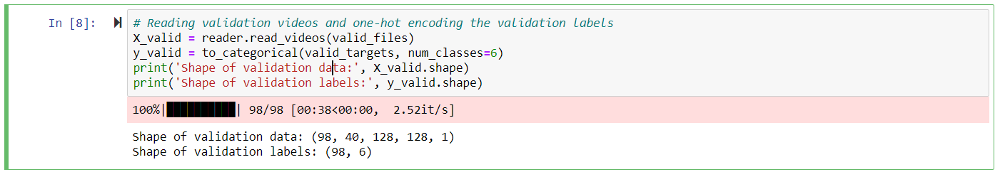 In [8]:
# Reading validation videos and one-hot encoding the validation labels
X_valid = reader.read_videos(valid_files)
y_valid = to_categorical(valid_targets, num_classes=6)
print('Shape of validation data:', X_valid.shape)
print('Shape of validation labels:', y_valid.shape)
100%|██████████| 98/98 [00:38<00:00,  2.52it/s]
Shape of validation data: (98, 40, 128, 128, 1)
Shape of validation labels: (98, 6)